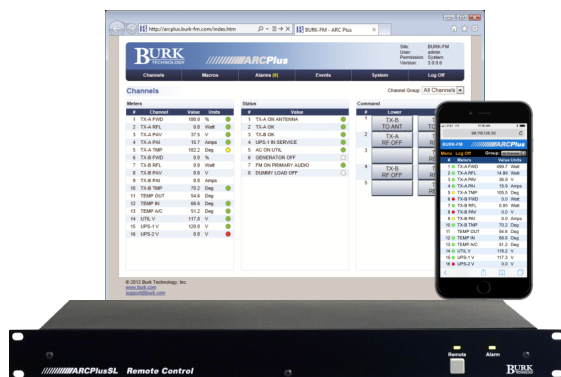 http://arcplus.burk-fm.com/index.htm
BURK-FM - ARC Plus
BURK TECHNOLOGY
ARCPlus
Site: BURK-FM
User: admin
Permission System
Version 3.0.0.6
Channels Macros Alarms (6) Events System Log Off
Channels
Channel Group: All Channels
Meters
# Channel Value Units
1 TX-A FWD 100.0 %
2 TX-A RFL 0.0 Watt
3 TX-A PAV 37.5 V
4 TX-A PAI 15.7 Amps
5 TX-A TMP 102.2 Deg
6 TX-B FWD 0.0 %
7 TX-B RFL 0.0 Watt
8 TX-B PAV 0.0 V
9 TX-B PAI 0.0 Amps
10 TX-B TMP 70.2 Deg
11 TEMP OUT 54.6 Deg
12 TEMP IN 68.6 Deg
13 TEMP A/C 51.2 Deg
14 UTIL V 117.8 V
15 UPS-1 V 120.0 V
16 UPS-2 V 0.0 V
Status
# Value
1 TX-A ON ANTENNA
2 TX-A OK
3 TX-B OK
4 UPS-1 IN SERVICE
5 AC ON UTIL
6 GENERATOR OFF
7 FM ON PRIMARY AUDIO
8 DUMMY LOAD OFF
Command
# Lower
1 TX-B TO ANT
2 TX-A RF OFF
3
4 TX-B RF OFF
5
© 2012 Burk Technology, Inc.
www.burk.com
support@burk.com
BURK-FM ARCPlus
Menu Log Off Group:
# Meters Value Units
1 TX-A FWD Watt
2 TX-A RFL 14.99 Watt
3 TX-A PAV V
4 TX-A PAI 15.9 Amps
5 TX-A TMP 105.5 Deg
6 TX-B FWD 0.0 Watt
7 TX-B RFL 0.00 Watt
8 TX-B PAV 0.0 V
9 TX-B PAI 0.0 Amps
10 TX-B TMP 70.2 Deg
11 TEMP OUT 54.6 Deg
12 TEMP IN 68.6 Deg
13 TEMP A/C 51.2 Deg
14 UTIL V 116.2 V
15 UPS-1 V 117.3 V
16 UPS-2 V 0.0 V
ARCPlusSL Remote Control
Remote
Alarm
BURK TECHNOLOGY